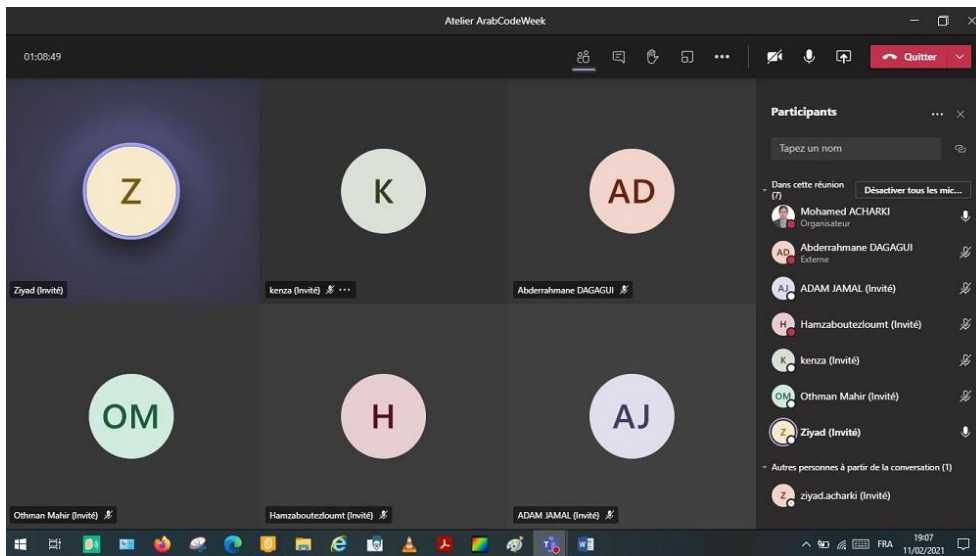 Atelier ArabCodeWeek
01:08:49
Quitter
Z
Ziyad (Invité)
K
kenza (Invité)
AD
Abderrahmane DAGAGUI
OM
Othman Mahir (Invité)
H
Hamzaboutezloumt (Invité)
AJ
ADAM JAMAL (Invité)
Participants
Tapez un nom
Dans cette réunion (7)
Désactiver tous les mic...
Mohamed ACHARKI
Organisateur
AD
Abderrahmane DAGAGUI
Externe
AJ
ADAM JAMAL (Invité)
H
Hamzaboutezloumt (Invité)
K
kenza (Invité)
OM
Othman Mahir (Invité)
Z
Ziyad (Invité)
Autres personnes à partir de la conversation (1)
Z
ziyad.acharki (Invité)
FRA
19:07
11/02/2021